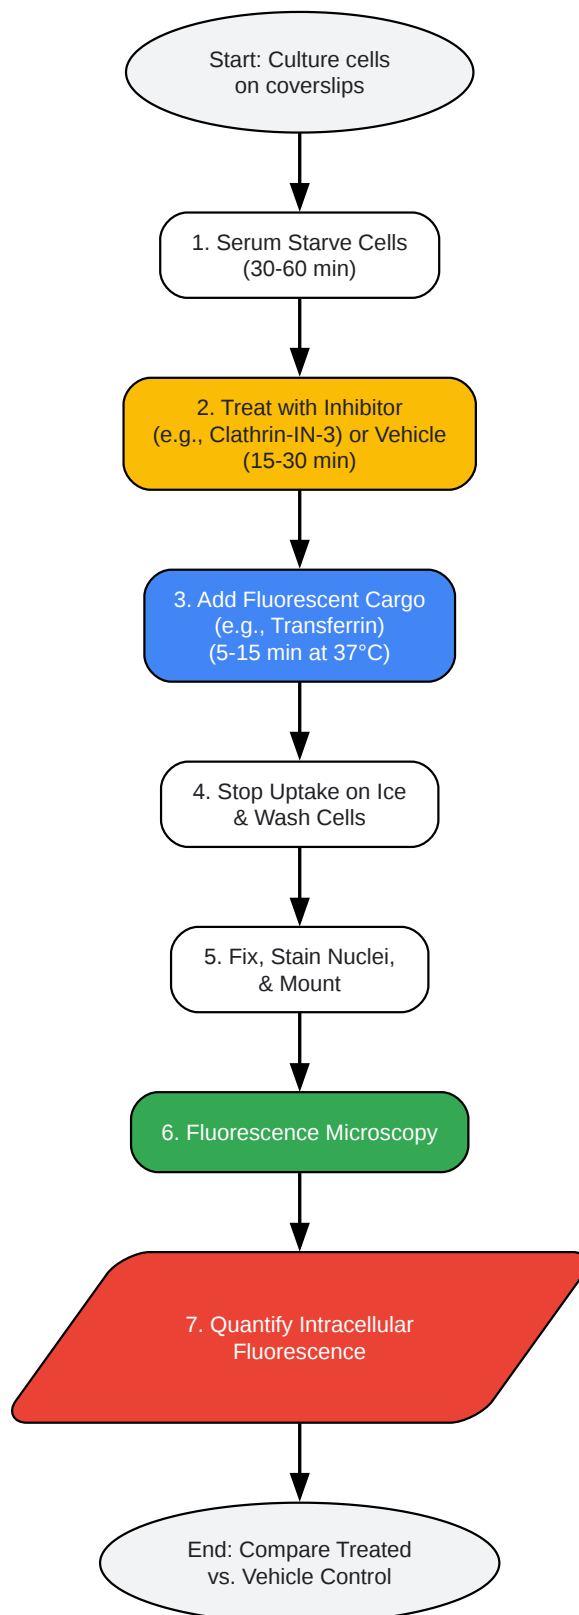 Start: Culture cells
on coverslips
1. Serum Starve Cells
(30-60 min)
2. Treat with Inhibitor
(e.g., Clathrin-IN-3) or Vehicle
(15-30 min)
3. Add Fluorescent Cargo
(e.g., Transferrin)
(5-15 min at 37°C)
4. Stop Uptake on Ice
& Wash Cells
5. Fix, Stain Nuclei,
& Mount
6. Fluorescence Microscopy
7. Quantify Intracellular
Fluorescence
End: Compare Treated
vs. Vehicle Control